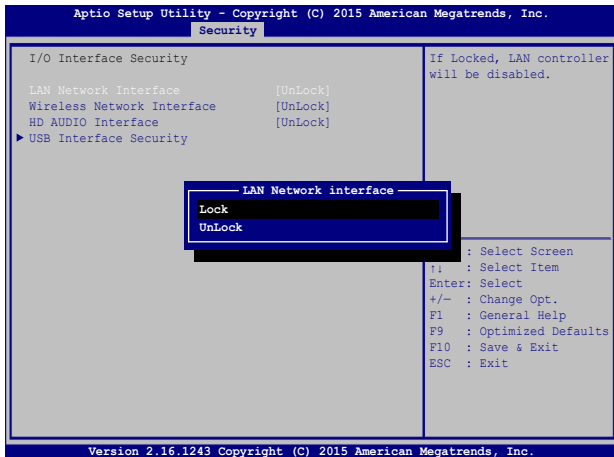 Aptio Setup Utility - Copyright (C) 2015 American Megatrends, Inc.
Security
I/O Interface Security
LAN Network Interface [UnLock]
Wireless Network Interface [UnLock]
HD AUDIO Interface [UnLock]
USB Interface Security
If Locked, LAN controller
will be disabled.
LAN Network interface
Lock
UnLock
: Select Screen
↑↓ : Select Item
Enter: Select
+/— : Change Opt.
F1 : General Help
F9 : Optimized Defaults
F10 : Save & Exit
ESC : Exit
Version 2.16.1243 Copyright (C) 2015 American Megatrends, Inc.